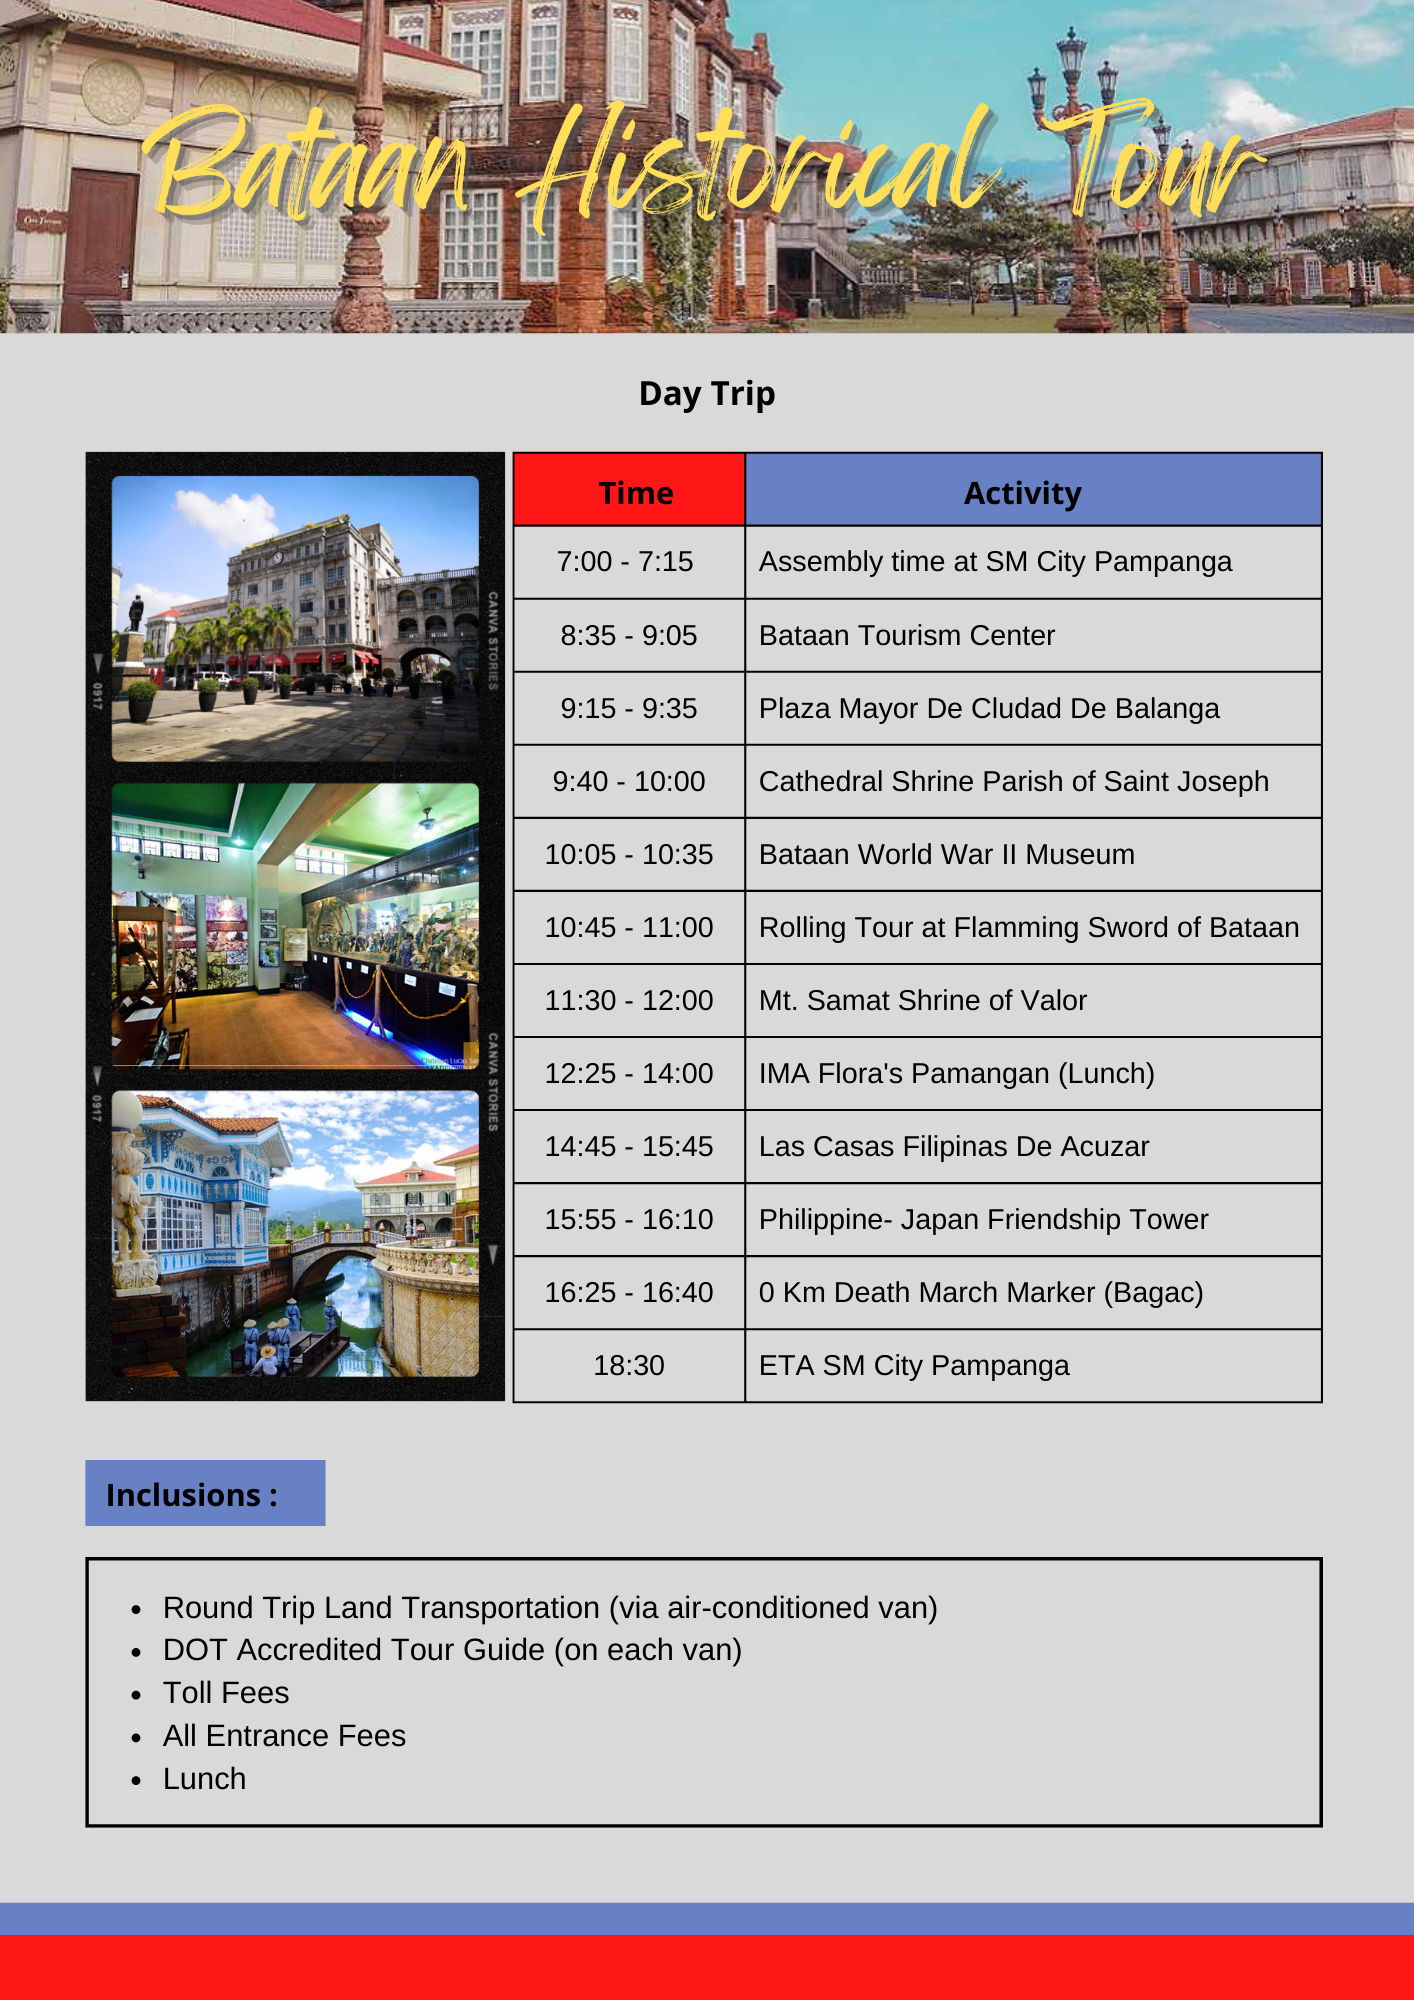 Bataan Historical Tour
Day Trip
Time Activity
7:00 - 7:15 Assembly time at SM City Pampanga
8:35 - 9:05 Bataan Tourism Center
9:15 - 9:35 Plaza Mayor De Cludad De Balanga
9:40 - 10:00 Cathedral Shrine Parish of Saint Joseph
10:05 - 10:35 Bataan World War II Museum
10:45 - 11:00 Rolling Tour at Flamming Sword of Bataan
11:30 - 12:00 Mt. Samat Shrine of Valor
12:25 - 14:00 IMA Flora's Pamangan (Lunch)
14:45 - 15:45 Las Casas Filipinas De Acuzar
15:55 - 16:10 Philippine- Japan Friendship Tower
16:25 - 16:40 0 Km Death March Marker (Bagac)
18:30 ETA SM City Pampanga
CANVA STORIES
0917
CANVA STORIES
0917
Inclusions :
• Round Trip Land Transportation (via air-conditioned van)
• DOT Accredited Tour Guide (on each van)
• Toll Fees
• All Entrance Fees
• Lunch